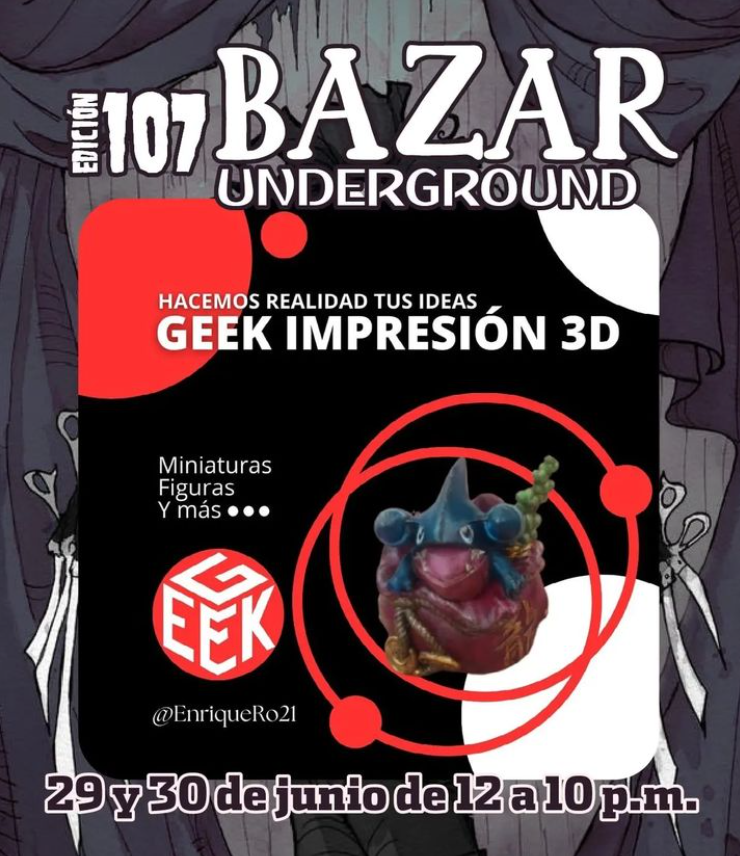 EDICIÓN 107 BAZAR
UNDERGROUND
HACEMOS REALIDAD TUS IDEAS
GEEK IMPRESIÓN 3D
Miniaturas
Figuras
Y más •••
GEEK
@EnriqueRo21
29 y 30 de junio de 12 a 10 p.m.